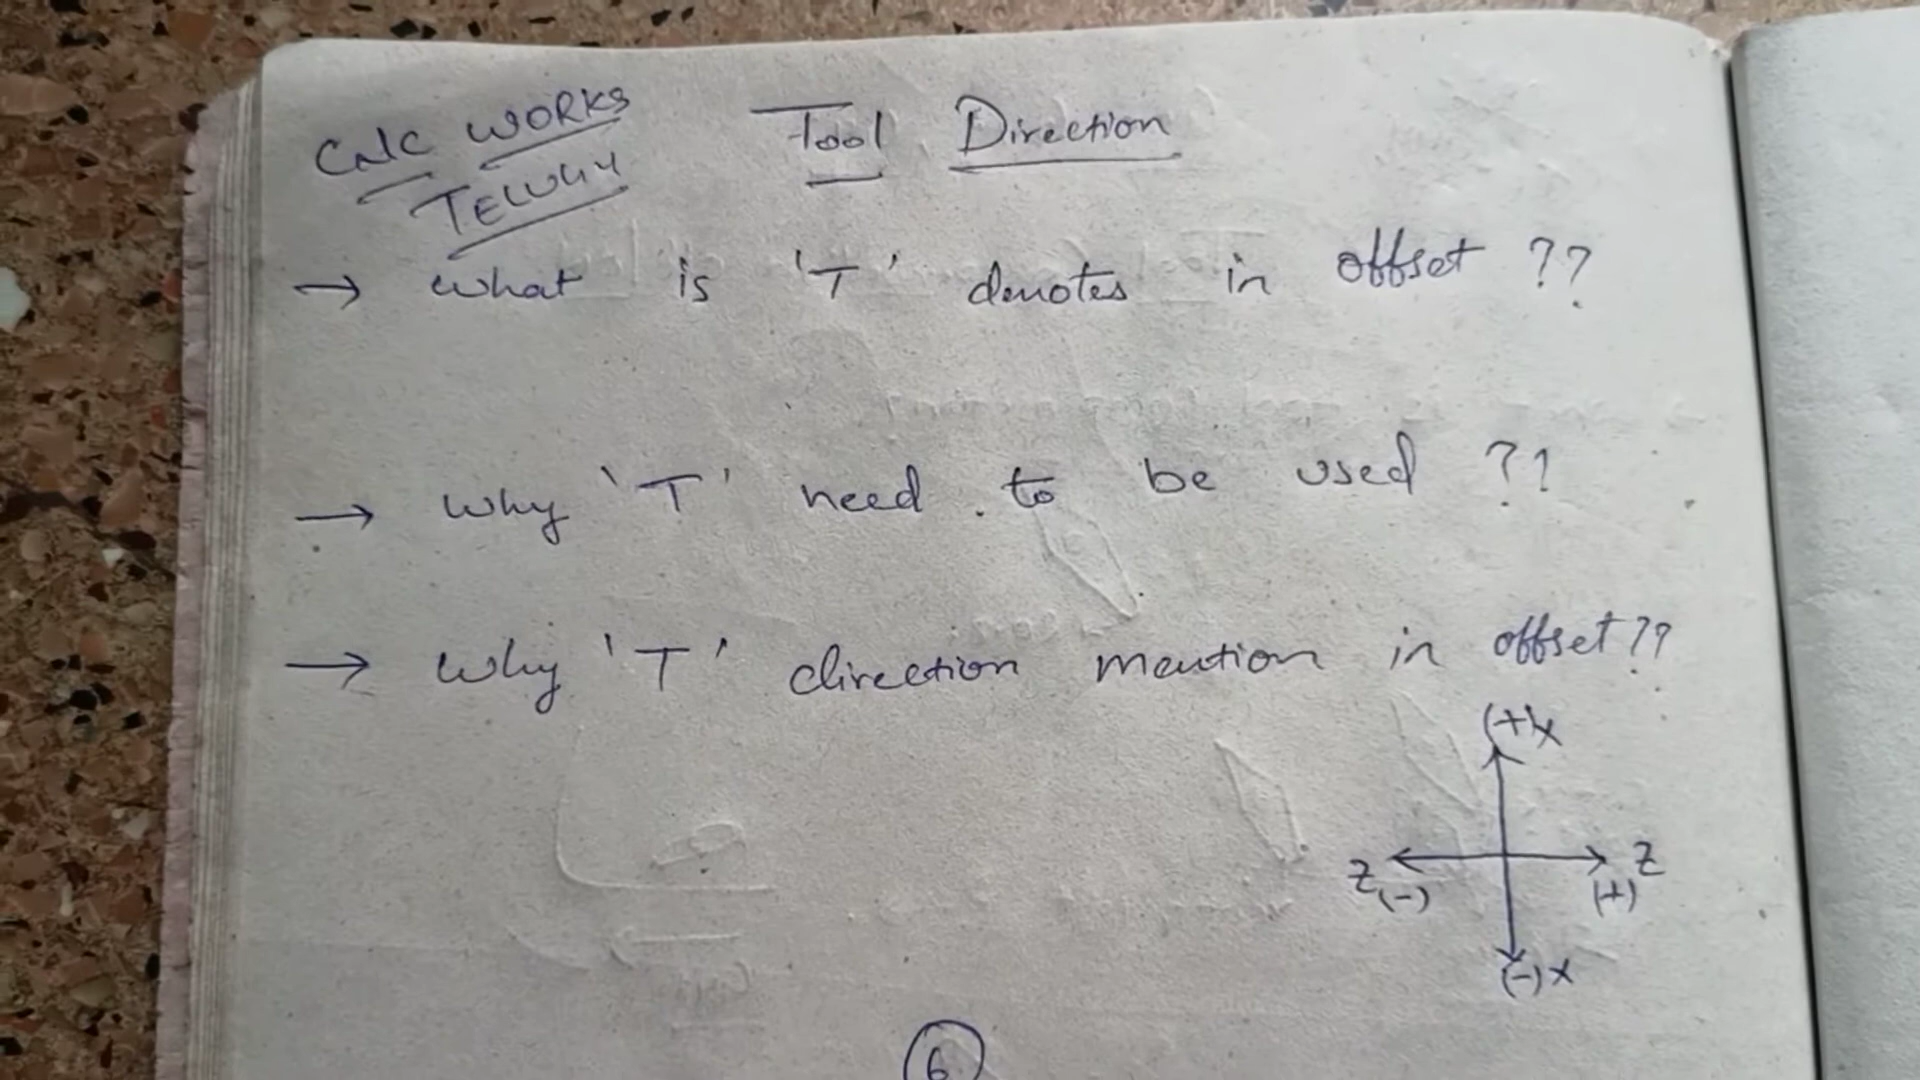 CALC WORKS
TELUGU
Tool Direction
→ What is 'T' denotes in offset ??
→ Why 'T' need to be used ??
→ Why 'T' direction mention in offset ??
(+)X
Z Z
(-) (+)
(-)X
6